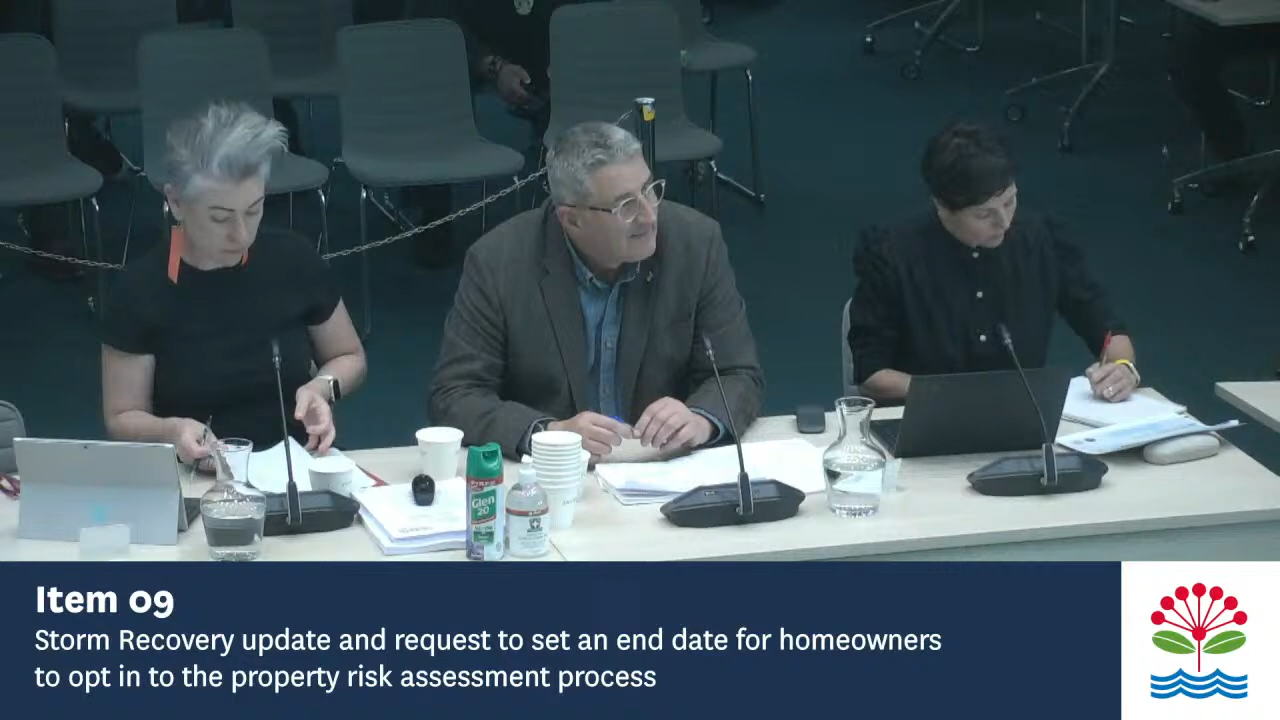 Glen
20
Item 09
Storm Recovery update and request to set an end date for homeowners
to opt in to the property risk assessment process